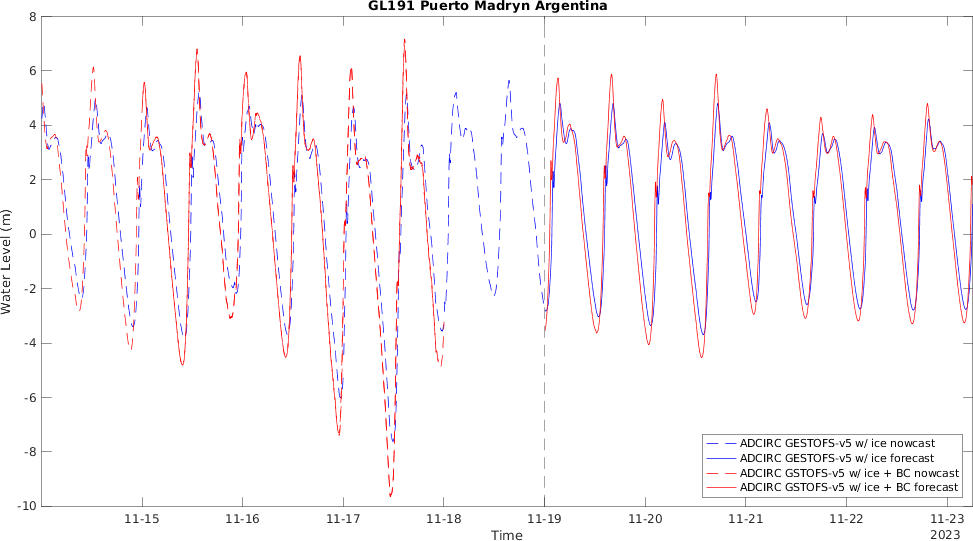 GL191 Puerto Madryn Argentina
8
6
4
2
0
-2
-4
-6
-8
-10
Water Level (m)
ADCIRC GESTOFS-v5 w/ ice nowcast
ADCIRC GESTOFS-v5 w/ ice forecast
ADCIRC GSTOFS-v5 w/ ice + BC nowcast
ADCIRC GSTOFS-v5 w/ ice + BC forecast
11-15 11-16 11-17 11-18 11-19 11-20 11-21 11-22 11-23
2023
Time